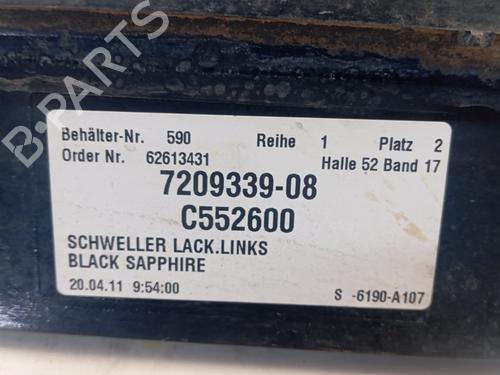 B-PARTS
Behälter-Nr. 590 Reihe 1 Platz 2
Order Nr. 62613431 Halle 52 Band 17
7209339-08
C552600
SCHWELLER LACK.LINKS
BLACK SAPPHIRE
20.04.11 9:54:00 S -6190-A107